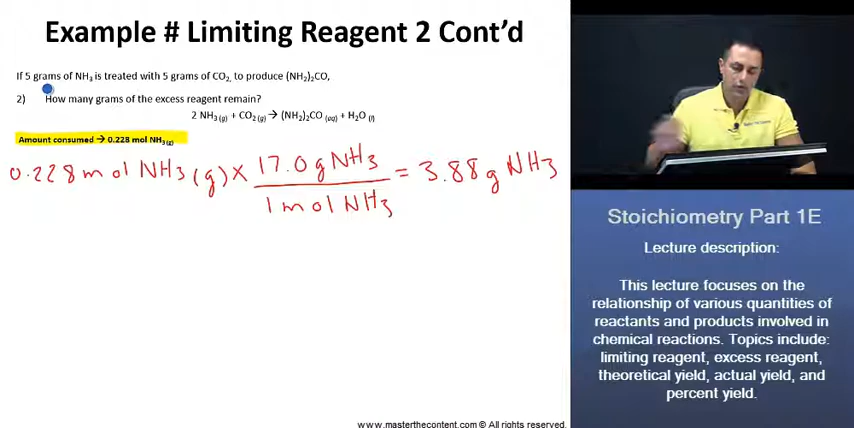 Example # Limiting Reagent 2 Cont'd
If 5 grams of NH₃ is treated with 5 grams of CO₂, to produce (NH₂)₂CO,
2) How many grams of the excess reagent remain?
2 NH₃ (g) + CO₂ (g) → (NH₂)₂CO (aq) + H₂O (l)
Amount consumed → 0.228 mol NH₃ (g)
0.228 mol NH₃ (g) × 17.0 g NH₃ / 1 mol NH₃ = 3.88 g NH₃
Stoichiometry Part 1E
Lecture description:
This lecture focuses on the
relationship of various quantities of
reactants and products involved in
chemical reactions. Topics include:
limiting reagent, excess reagent,
theoretical yield, actual yield, and
percent yield.
www.masterthecontent.com © All rights reserved.